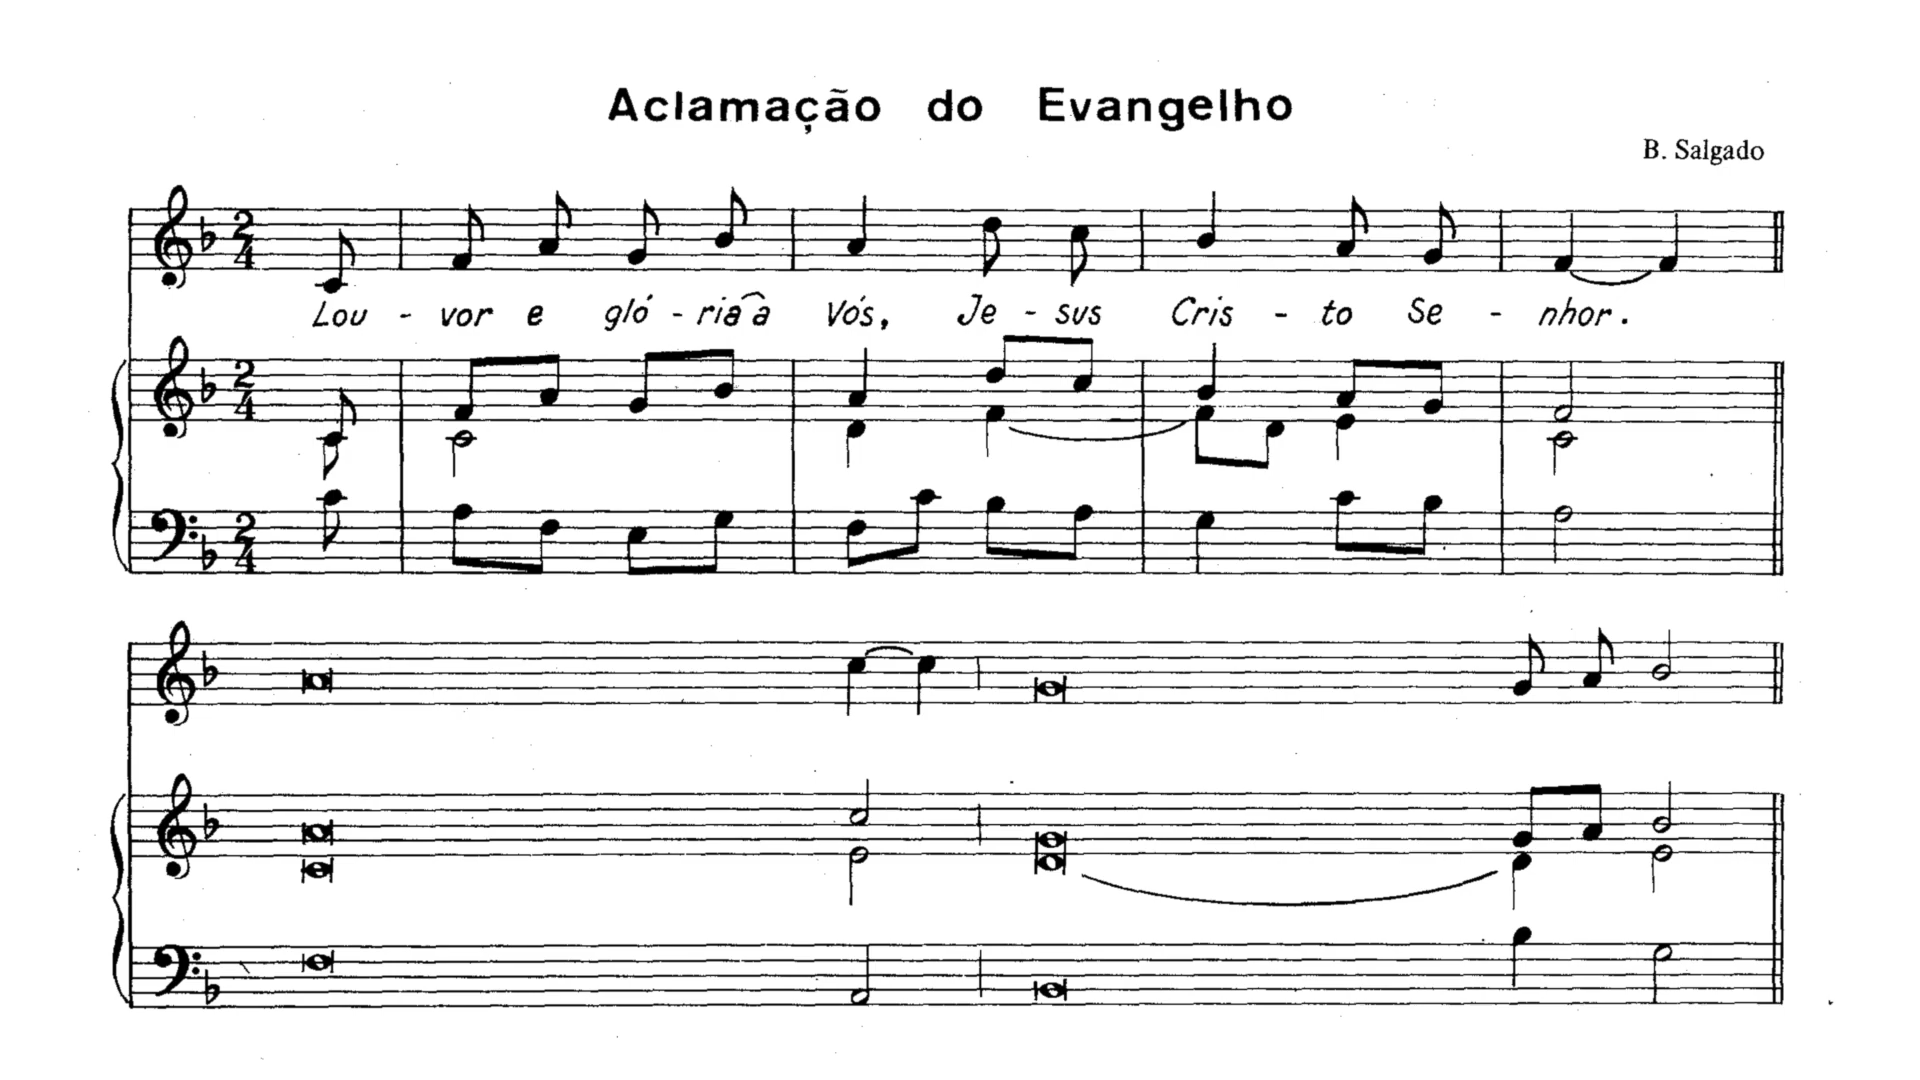 Aclamação do Evangelho
B. Salgado
Lou - vor e gló - ria a Vós, Je - sus Cris - to Se - nhor.